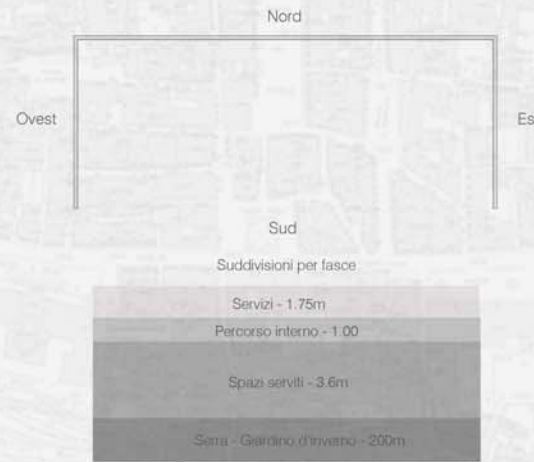 Nord
Ovest
Es
Sud
Suddivisioni per fasce
Servizi - 1.75m
Percorso interno - 1.00
Spazi serviti - 3.6m
Serra - Giardino d'inverno - 200m